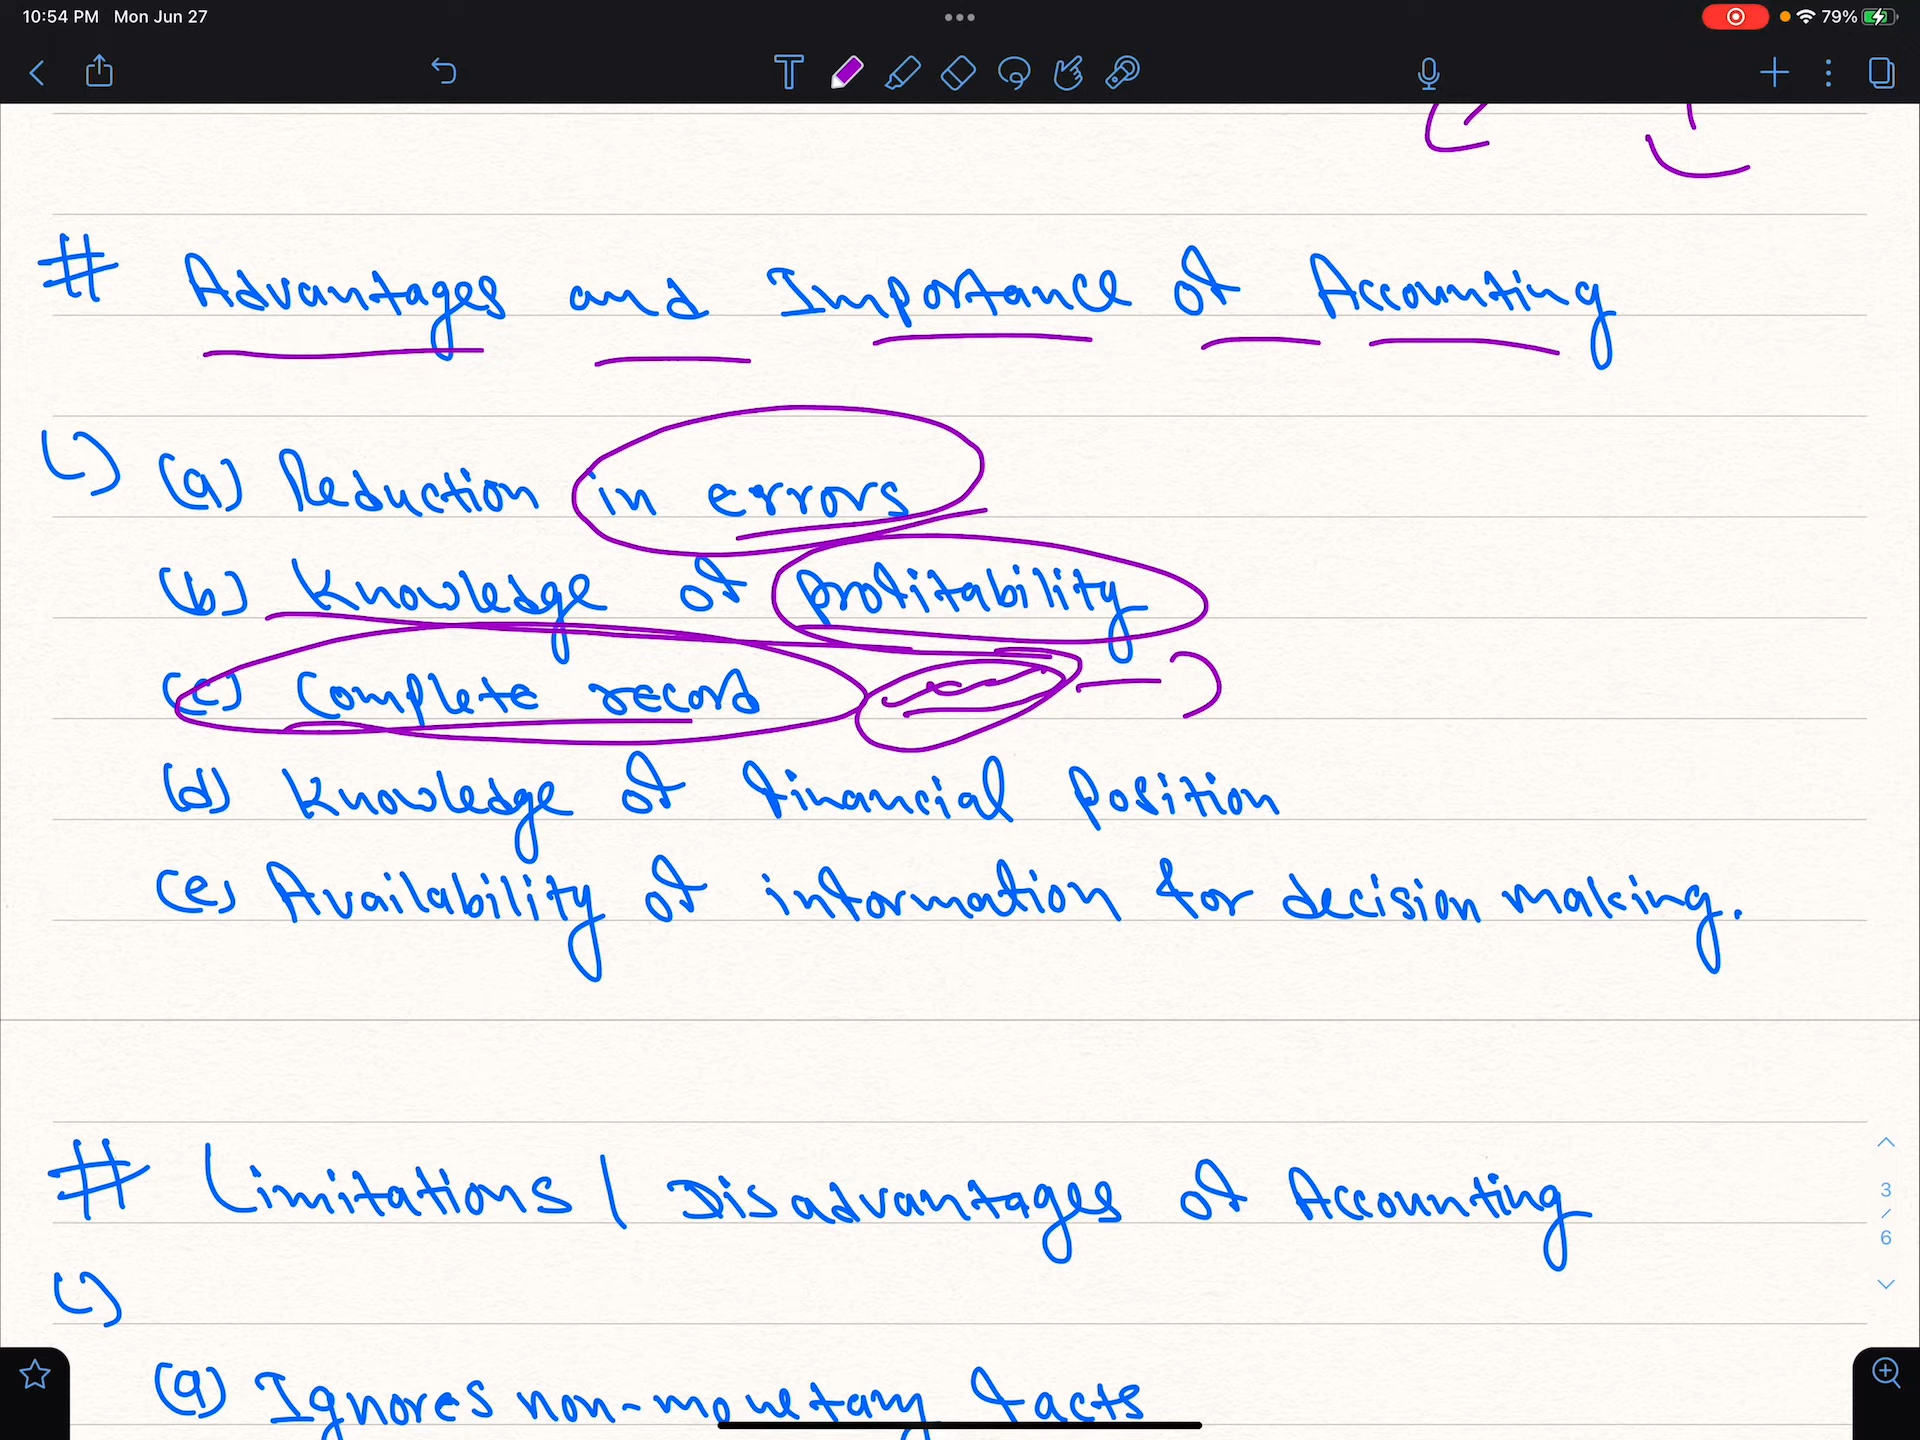 10:54 PM Mon Jun 27
79%
# Advantages and Importance of Accounting
(a) Reduction in errors
(b) Knowledge of profitability
(c) Complete record
(d) Knowledge of financial position
(e) Availability of information for decision making.
# Limitations / Disadvantages of Accounting
3
/
6
(a) Ignores non-monetary facts